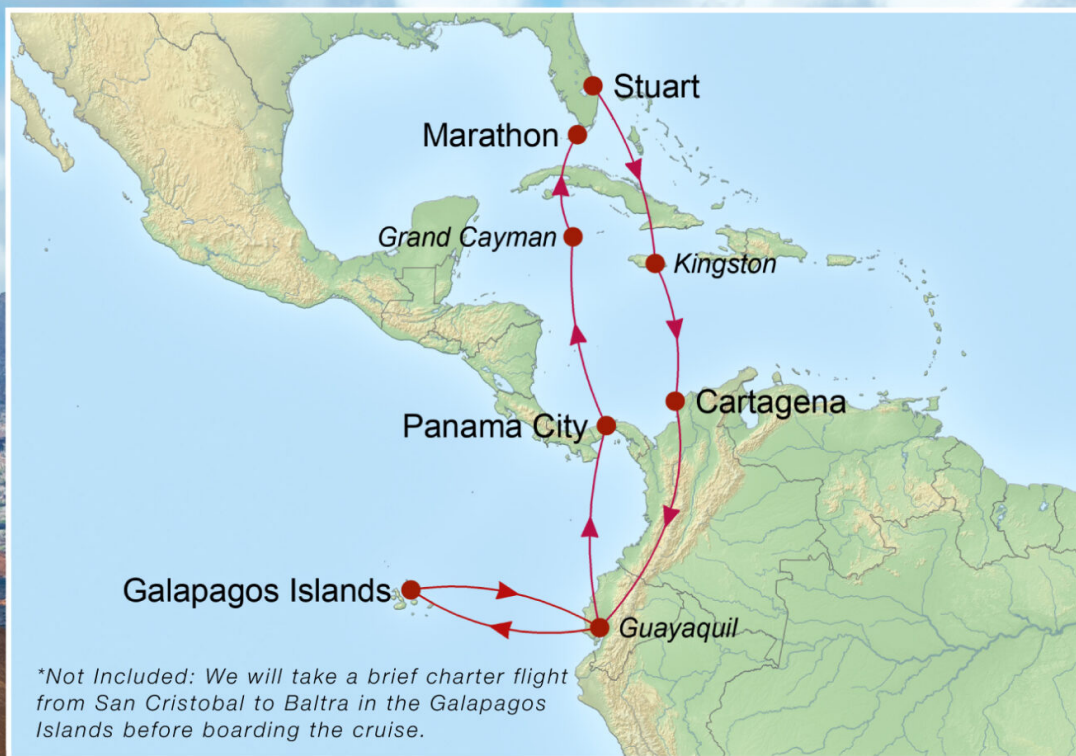 Stuart
Marathon
Grand Cayman
Kingston
Cartagena
Panama City
Galapagos Islands
Guayaquil
*Not Included: We will take a brief charter flight
from San Cristobal to Baltra in the Galapagos
Islands before boarding the cruise.